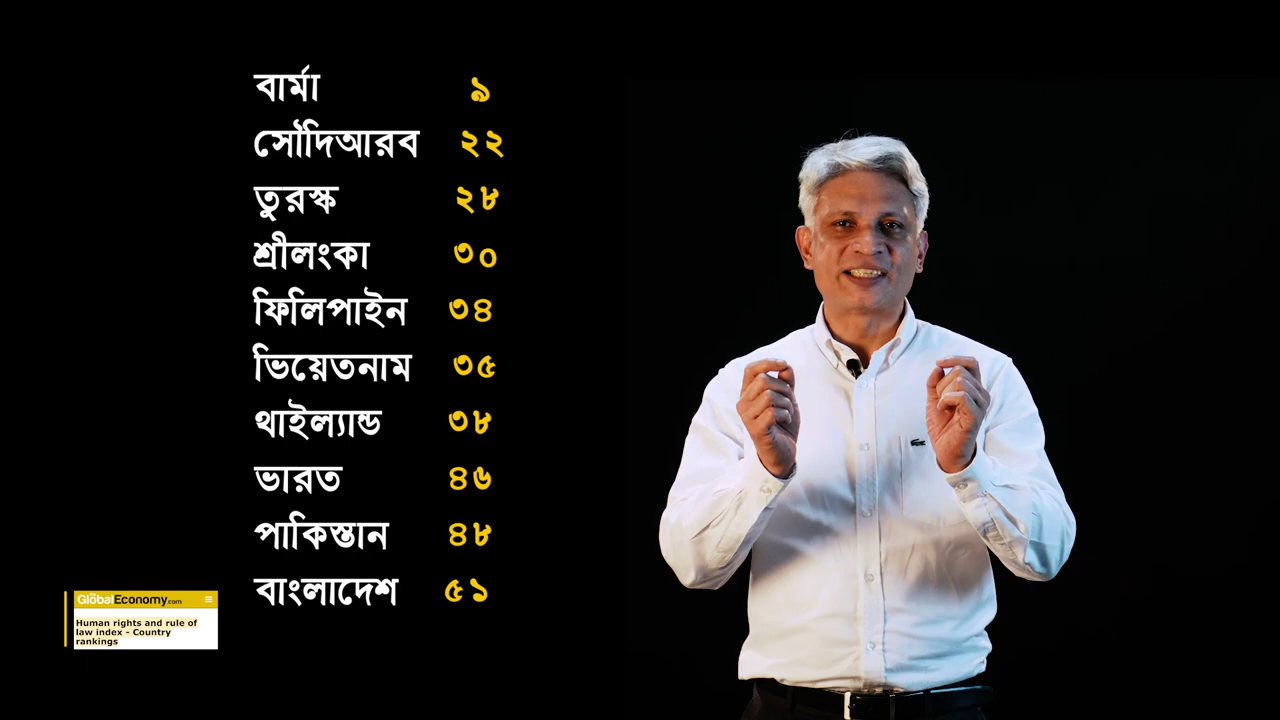 বার্মা ৯
সৌদিআরব ২২
তুরস্ক ২৮
শ্রীলংকা ৩০
ফিলিপাইন ৩৪
ভিয়েতনাম ৩৫
থাইল্যান্ড ৩৮
ভারত ৪৬
পাকিস্তান ৪৮
বাংলাদেশ ৫১
the GlobalEconomy.com
Human rights and rule of
law index - Country
rankings